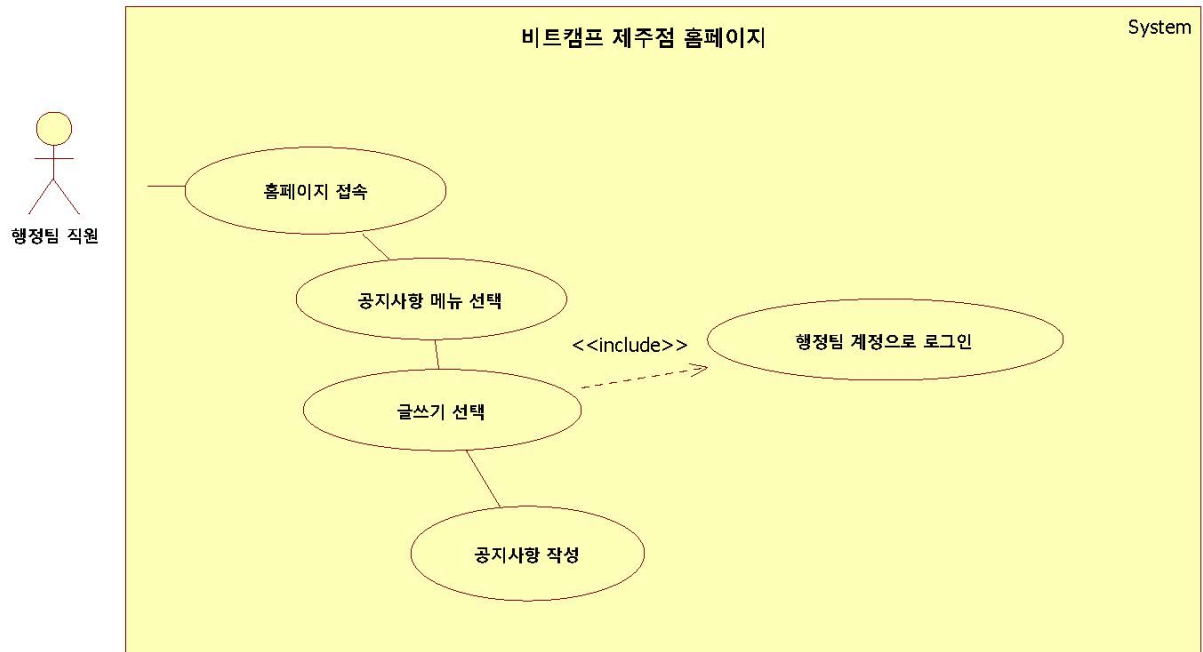 비트캠프 제주점 홈페이지
System
홈페이지 접속
행정팀 직원
공지사항 메뉴 선택
<<include>>
행정팀 계정으로 로그인
글쓰기 선택
공지사항 작성